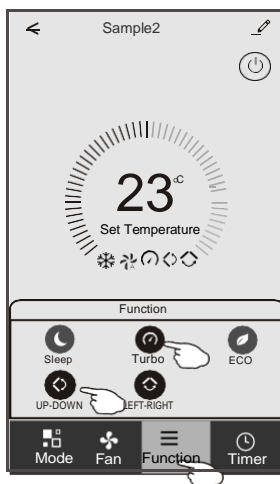 Sample2
23°C
Set Temperature
A
Function
Sleep Turbo ECO
UP-DOWN LEFT-RIGHT
Mode Fan Function Timer